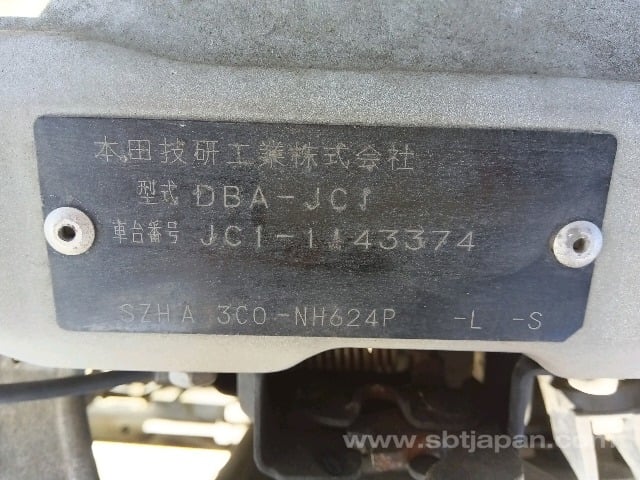 本田技研工業株式会社
型式 DBA-JC1
車台番号 JC1-1143374
SZHA 3C0-NH624P -L -S
www.sbtjapan.com